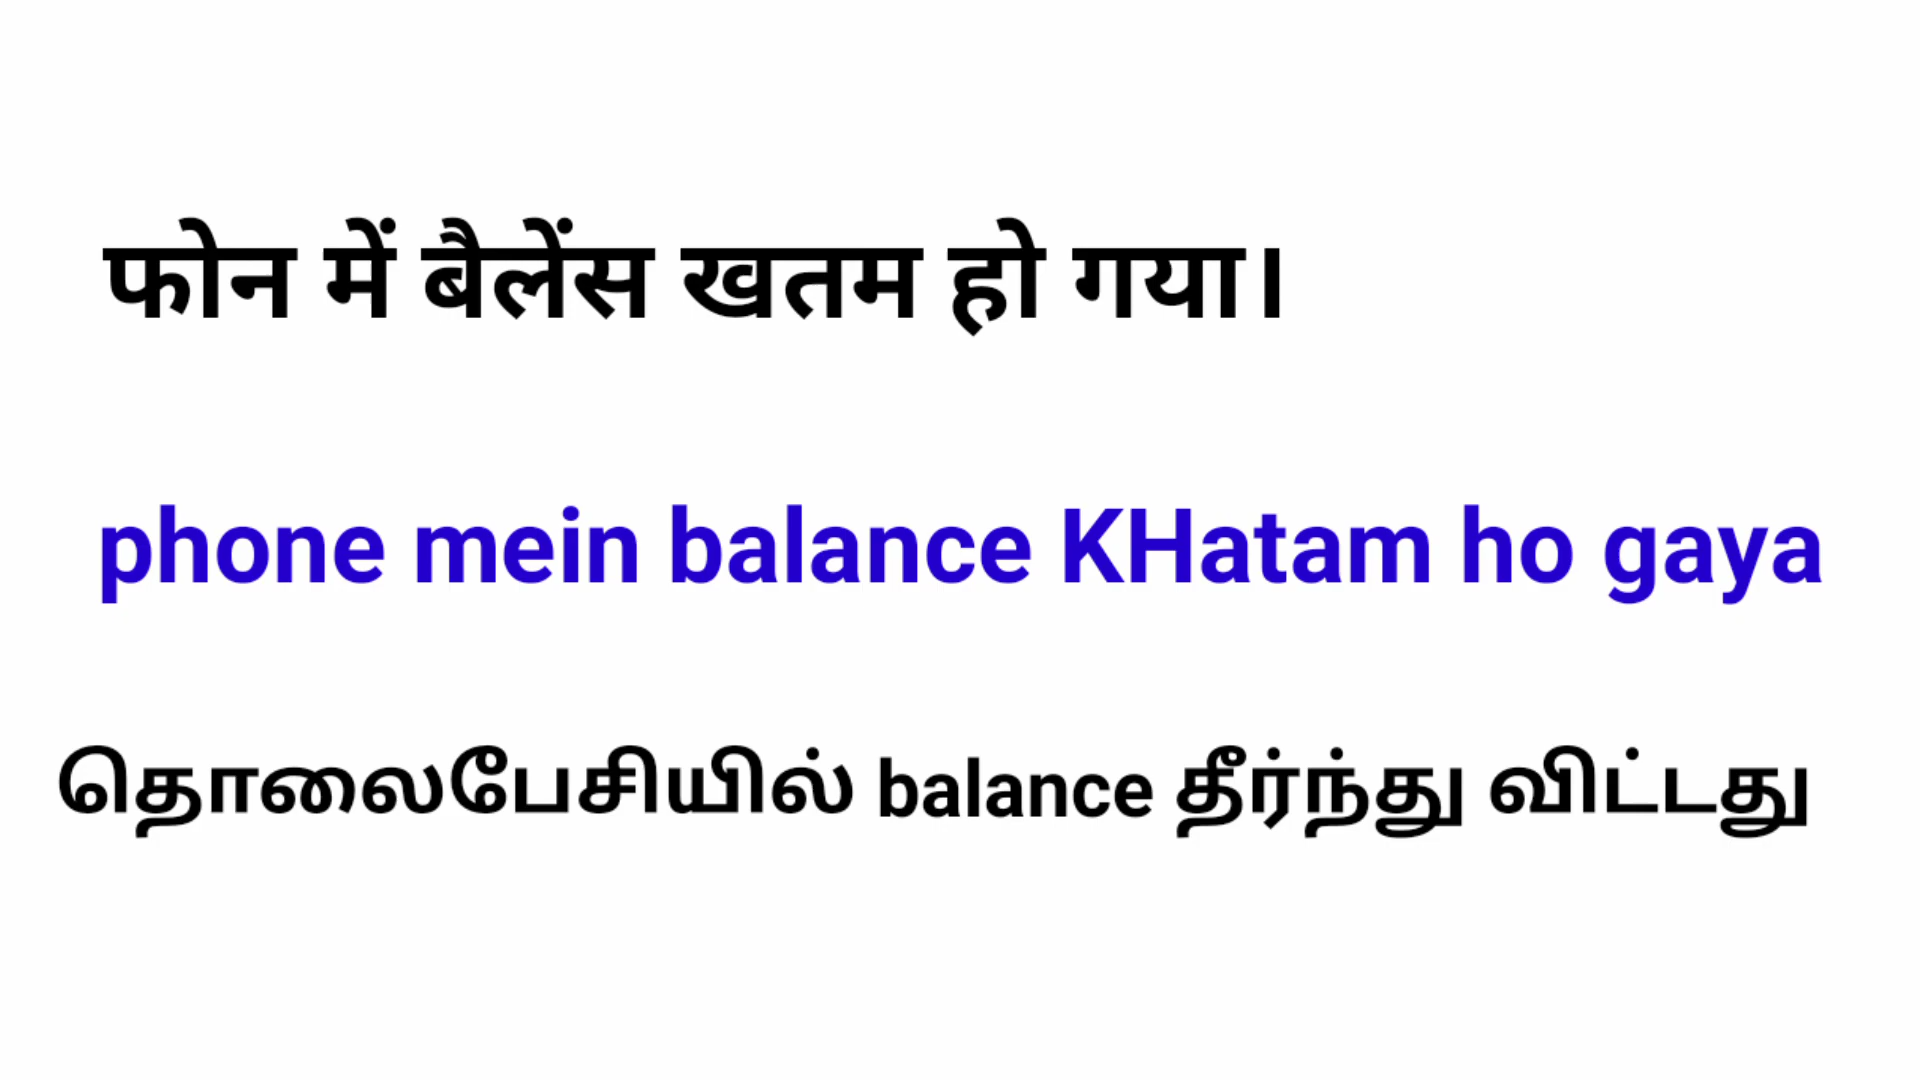 फोन में बैलेंस खतम हो गया।
phone mein balance KHatam ho gaya
தொலைபேசியில் balance தீர்ந்து விட்டது